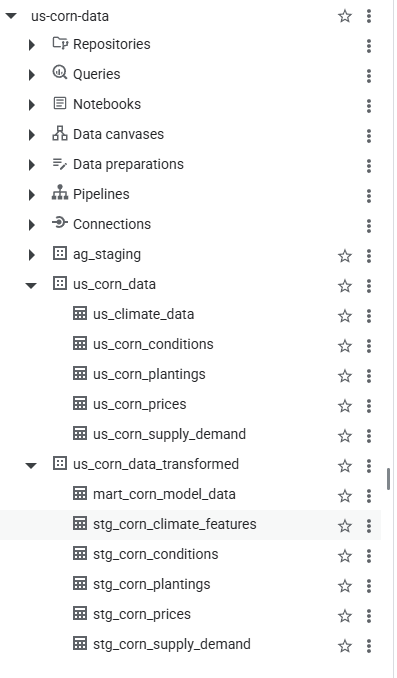 us-corn-data
Repositories
Queries
Notebooks
Data canvases
Data preparations
Pipelines
Connections
ag_staging
us_corn_data
us_climate_data
us_corn_conditions
us_corn_plantings
us_corn_prices
us_corn_supply_demand
us_corn_data_transformed
mart_corn_model_data
stg_corn_climate_features
stg_corn_conditions
stg_corn_plantings
stg_corn_prices
stg_corn_supply_demand